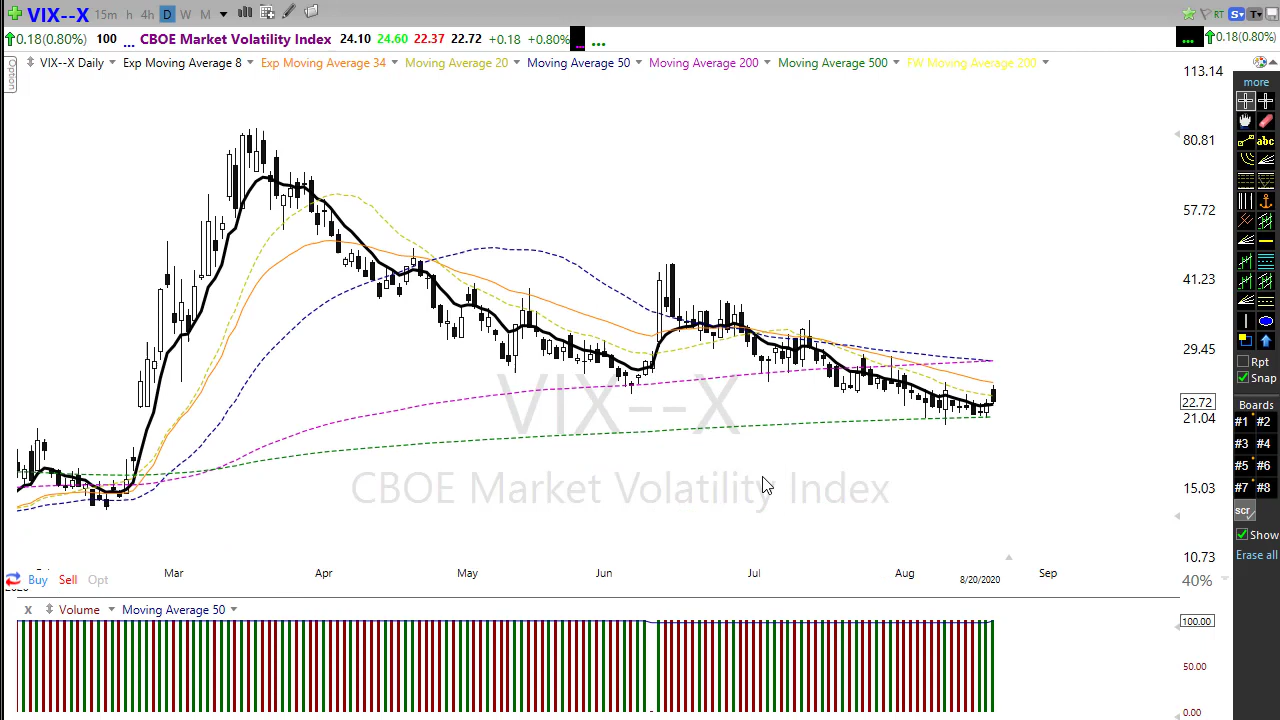 VIX--X 15m h 4h D W M
RT S T
0.18(0.80%) 100 ... CBOE Market Volatility Index 24.10 24.60 22.37 22.72 +0.18 +0.80% ... ... 0.18(0.80%)
Option
VIX--X Daily Exp Moving Average 8 Exp Moving Average 34 Moving Average 20 Moving Average 50 Moving Average 200 Moving Average 500 FW Moving Average 200
113.14
80.81
57.72
41.23
29.45
22.72
21.04
15.03
10.73
more
abc
Rpt
Snap
Boards
#1 #2
#3 #4
#5 #6
#7 #8
scr
Show
Erase all
VIX--X
CBOE Market Volatility Index
Mar Apr May Jun Jul Aug 8/20/2020 Sep
Buy Sell Opt
40%
x Volume Moving Average 50
100.00
50.00
0.00